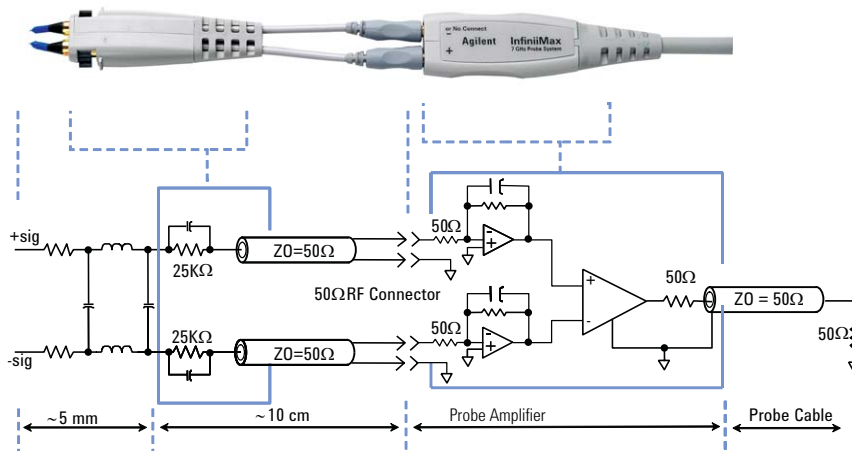 or No Connect
-
+
Agilent
InfiniiMax
7 GHz Probe System
+sig
25KΩ
ZO=50Ω
50Ω
-
+
50ΩRF Connector
+
-
50Ω
ZO = 50Ω
50Ω
-sig
25KΩ
ZO=50Ω
50Ω
-
+
~5 mm
~10 cm
Probe Amplifier
Probe Cable